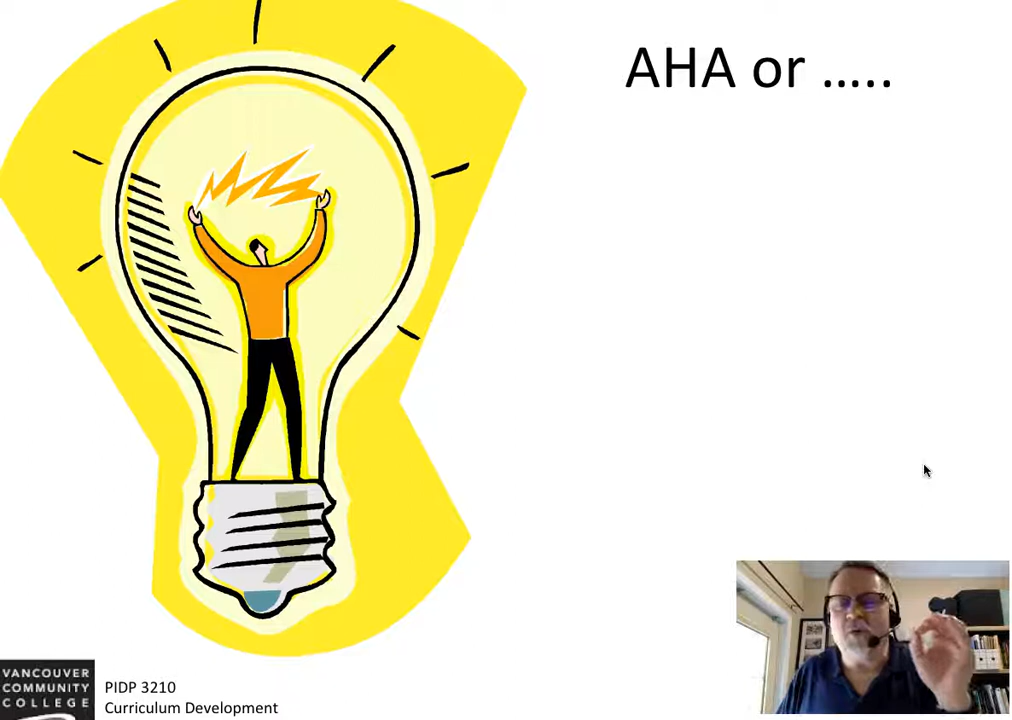 AHA or .....
VANCOUVER
COMMUNITY
COLLEGE
PIDP 3210
Curriculum Development